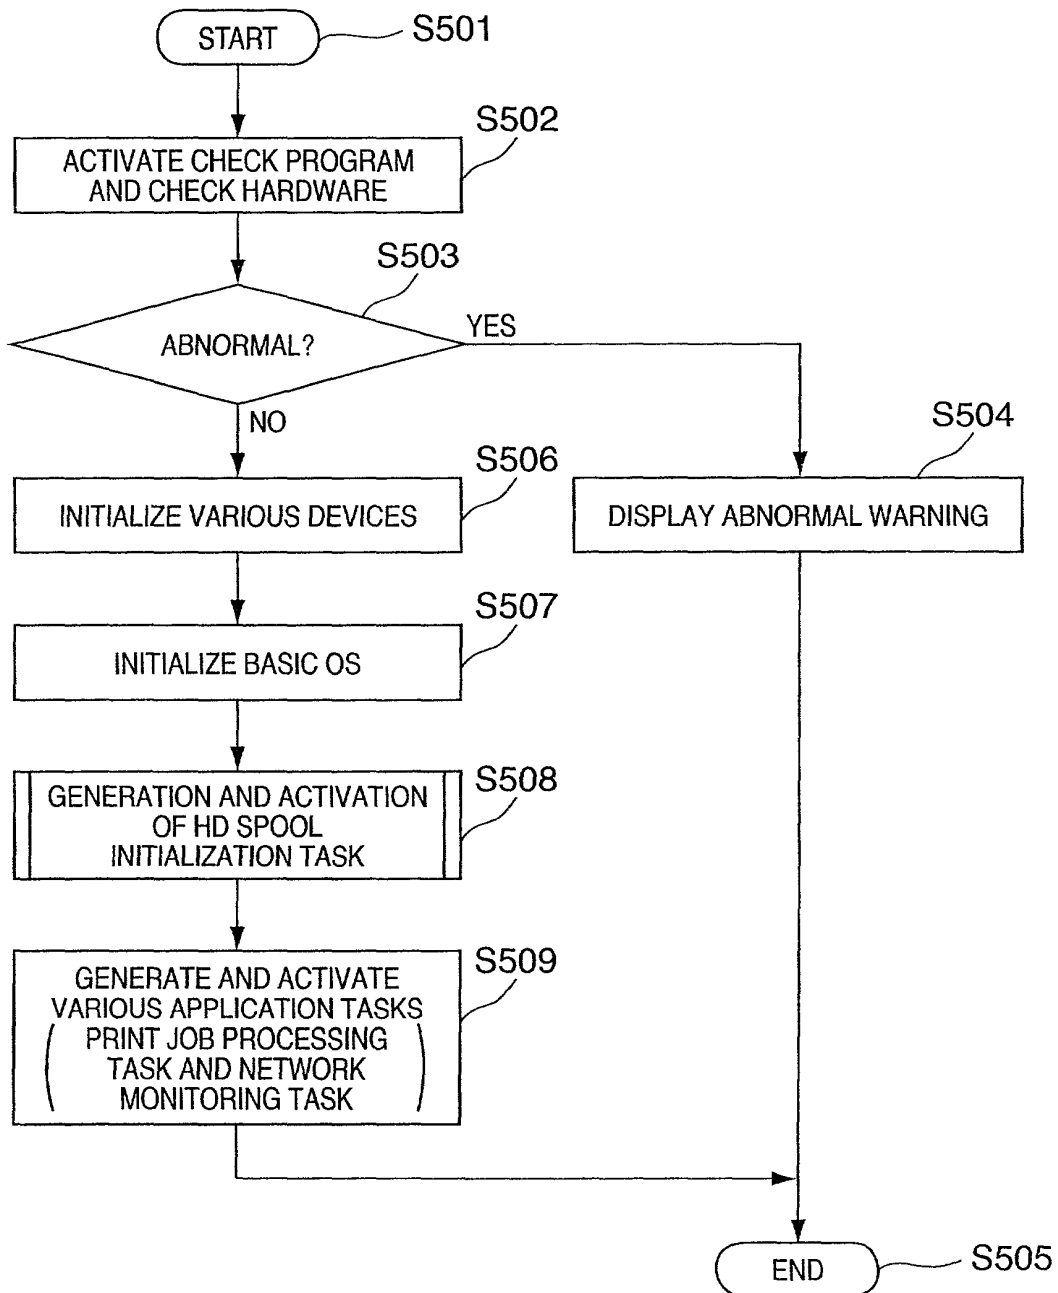 START
S501
S502
ACTIVATE CHECK PROGRAM
AND CHECK HARDWARE
S503
ABNORMAL?
YES
NO
S504
DISPLAY ABNORMAL WARNING
S506
INITIALIZE VARIOUS DEVICES
S507
INITIALIZE BASIC OS
S508
GENERATION AND ACTIVATION
OF HD SPOOL
INITIALIZATION TASK
S509
GENERATE AND ACTIVATE
VARIOUS APPLICATION TASKS
( PRINT JOB PROCESSING
TASK AND NETWORK
MONITORING TASK )
END
S505